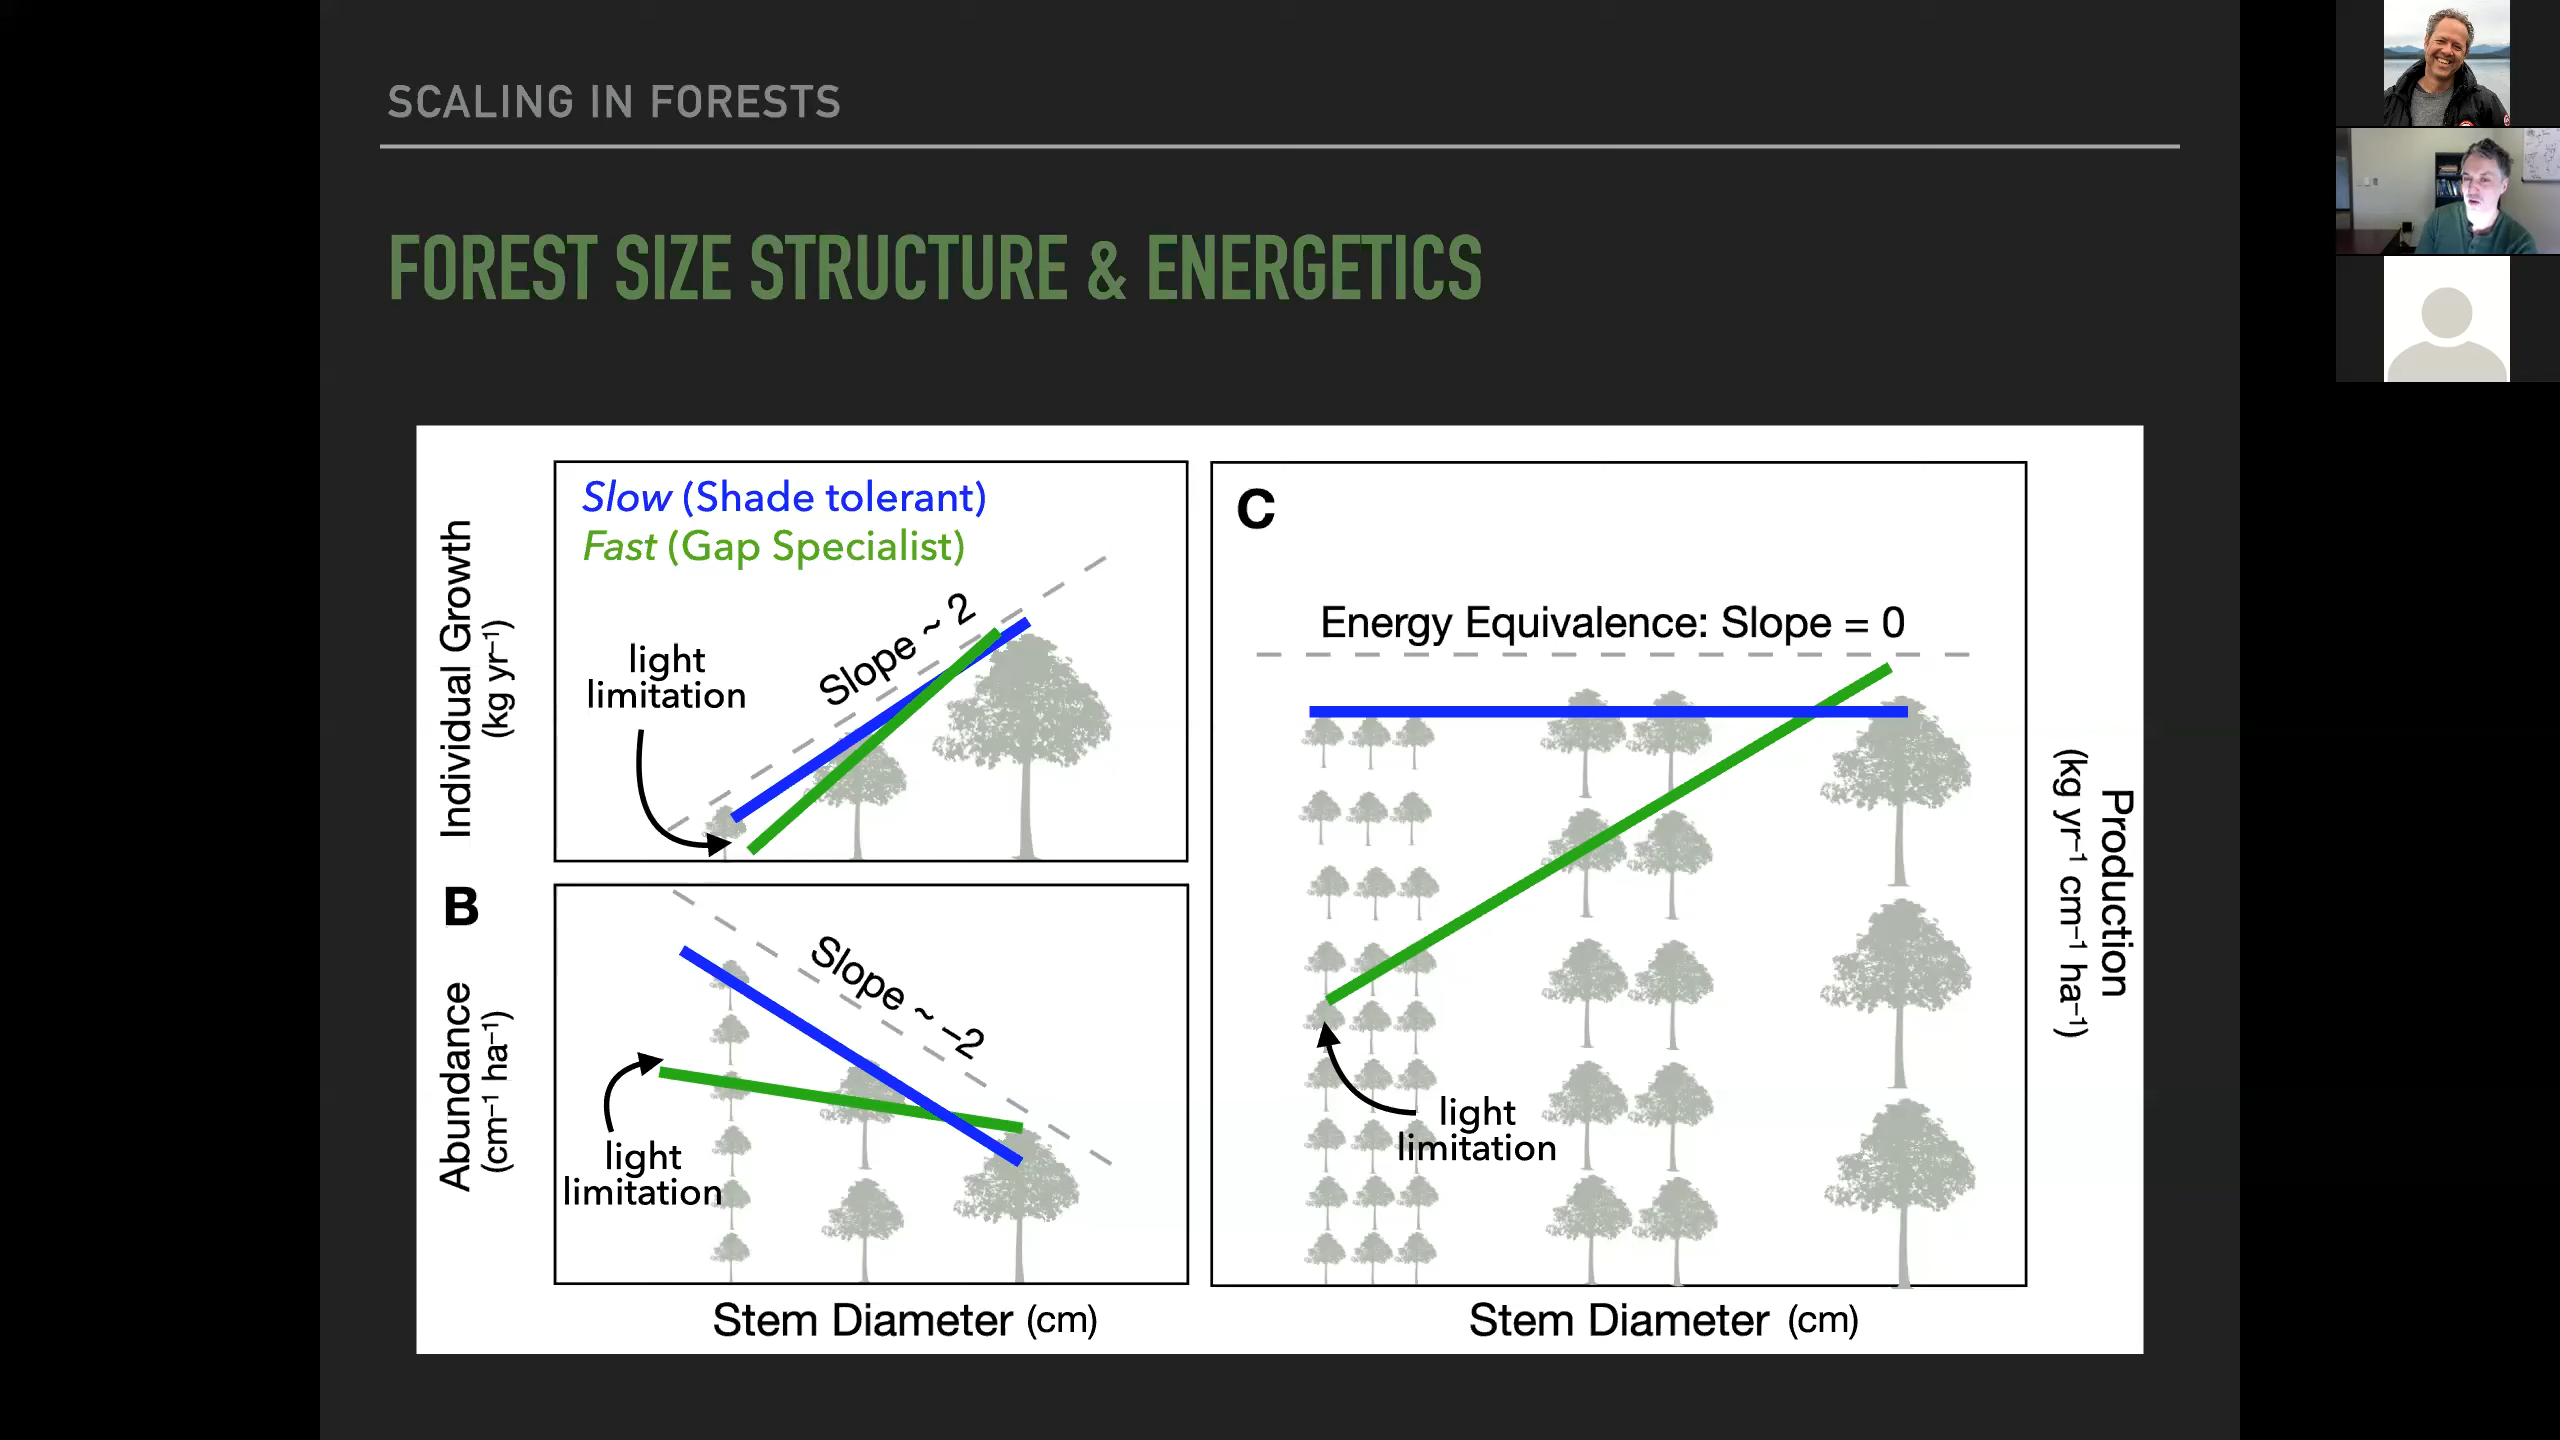 SCALING IN FORESTS
FOREST SIZE STRUCTURE & ENERGETICS
Slow (Shade tolerant)
Fast (Gap Specialist)
Individual Growth
(kg yr⁻¹)
light
limitation
Slope ~ 2
B
Abundance
(cm⁻¹ ha⁻¹)
Slope ~ −2
light
limitation
Stem Diameter (cm)
C
Energy Equivalence: Slope = 0
light
limitation
Production
(kg yr⁻¹ cm⁻¹ ha⁻¹)
Stem Diameter (cm)